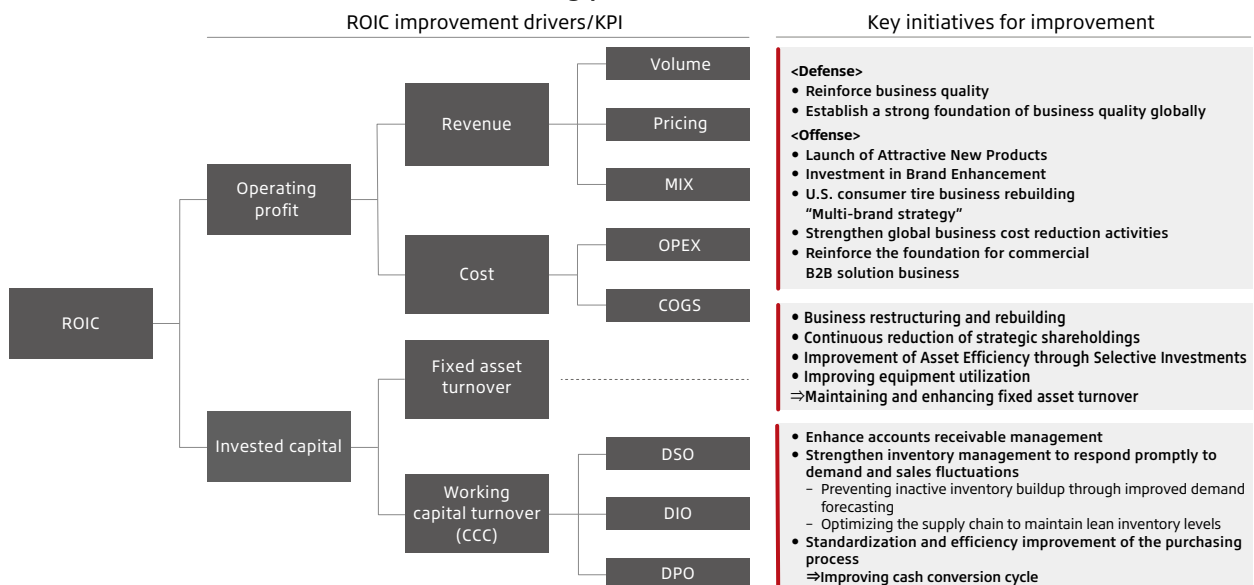 ROIC improvement drivers/KPI
Key initiatives for improvement
ROIC
Operating
profit
Invested capital
Revenue
Cost
Fixed asset
turnover
Working
capital turnover
(CCC)
Volume
Pricing
MIX
OPEX
COGS
DSO
DIO
DPO
<Defense>
• Reinforce business quality
• Establish a strong foundation of business quality globally
<Offense>
• Launch of Attractive New Products
• Investment in Brand Enhancement
• U.S. consumer tire business rebuilding
“Multi-brand strategy”
• Strengthen global business cost reduction activities
• Reinforce the foundation for commercial
B2B solution business
• Business restructuring and rebuilding
• Continuous reduction of strategic shareholdings
• Improvement of Asset Efficiency through Selective Investments
• Improving equipment utilization
⇒Maintaining and enhancing fixed asset turnover
• Enhance accounts receivable management
• Strengthen inventory management to respond promptly to
demand and sales fluctuations
– Preventing inactive inventory buildup through improved demand
forecasting
– Optimizing the supply chain to maintain lean inventory levels
• Standardization and efficiency improvement of the purchasing
process
⇒Improving cash conversion cycle